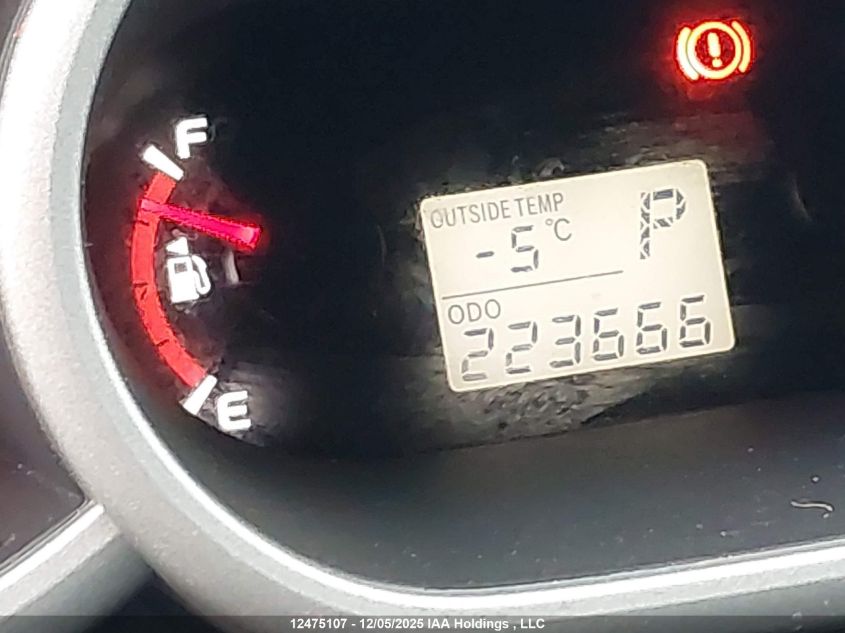 F
OUTSIDE TEMP
P
-5°C
ODO
223666
E
12475107 - 12/05/2025 IAA Holdings , LLC